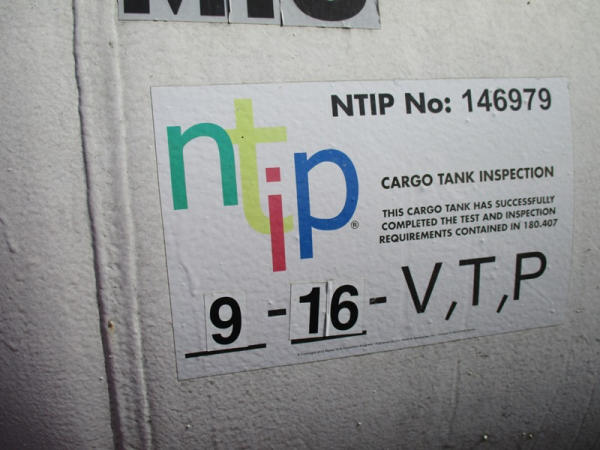 NTIP No: 146979
ntip®
CARGO TANK INSPECTION
THIS CARGO TANK HAS SUCCESSFULLY
COMPLETED THE TEST AND INSPECTION
REQUIREMENTS CONTAINED IN 180.407
9-16-V,T,P